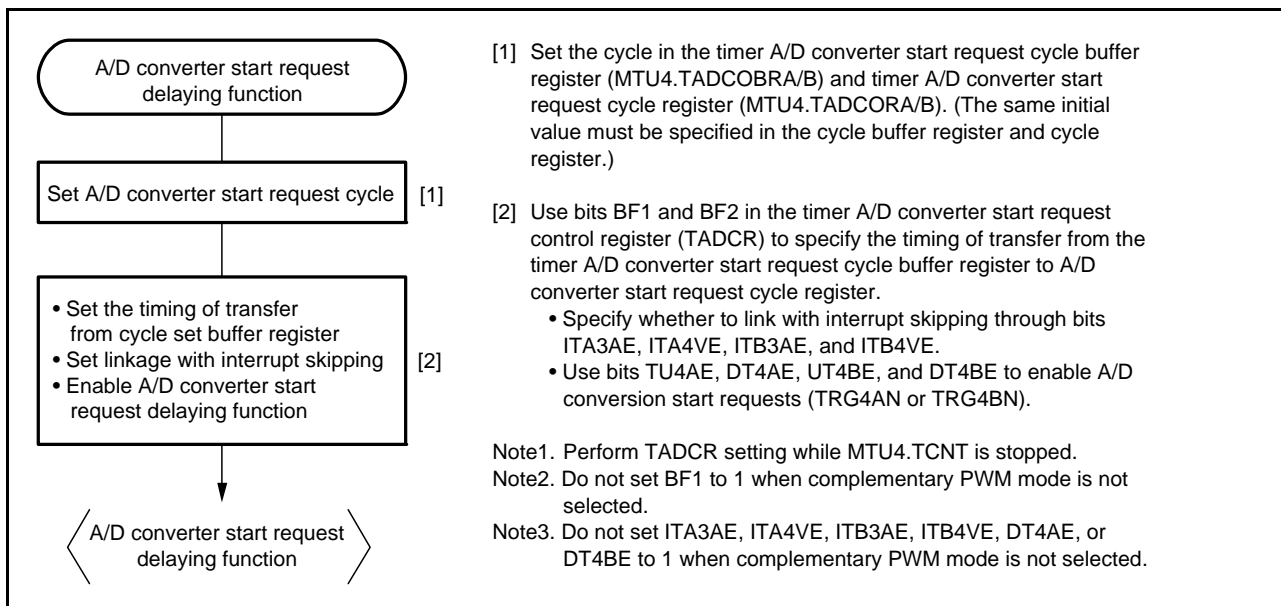 A/D converter start request
delaying function
Set A/D converter start request cycle
[1]
• Set the timing of transfer
from cycle set buffer register
• Set linkage with interrupt skipping
• Enable A/D converter start
request delaying function
[2]
A/D converter start request
delaying function
[1] Set the cycle in the timer A/D converter start request cycle buffer
register (MTU4.TADCOBRA/B) and timer A/D converter start
request cycle register (MTU4.TADCORA/B). (The same initial
value must be specified in the cycle buffer register and cycle
register.)
[2] Use bits BF1 and BF2 in the timer A/D converter start request
control register (TADCR) to specify the timing of transfer from the
timer A/D converter start request cycle buffer register to A/D
converter start request cycle register.
• Specify whether to link with interrupt skipping through bits
ITA3AE, ITA4VE, ITB3AE, and ITB4VE.
• Use bits TU4AE, DT4AE, UT4BE, and DT4BE to enable A/D
conversion start requests (TRG4AN or TRG4BN).
Note1. Perform TADCR setting while MTU4.TCNT is stopped.
Note2. Do not set BF1 to 1 when complementary PWM mode is not
selected.
Note3. Do not set ITA3AE, ITA4VE, ITB3AE, ITB4VE, DT4AE, or
DT4BE to 1 when complementary PWM mode is not selected.